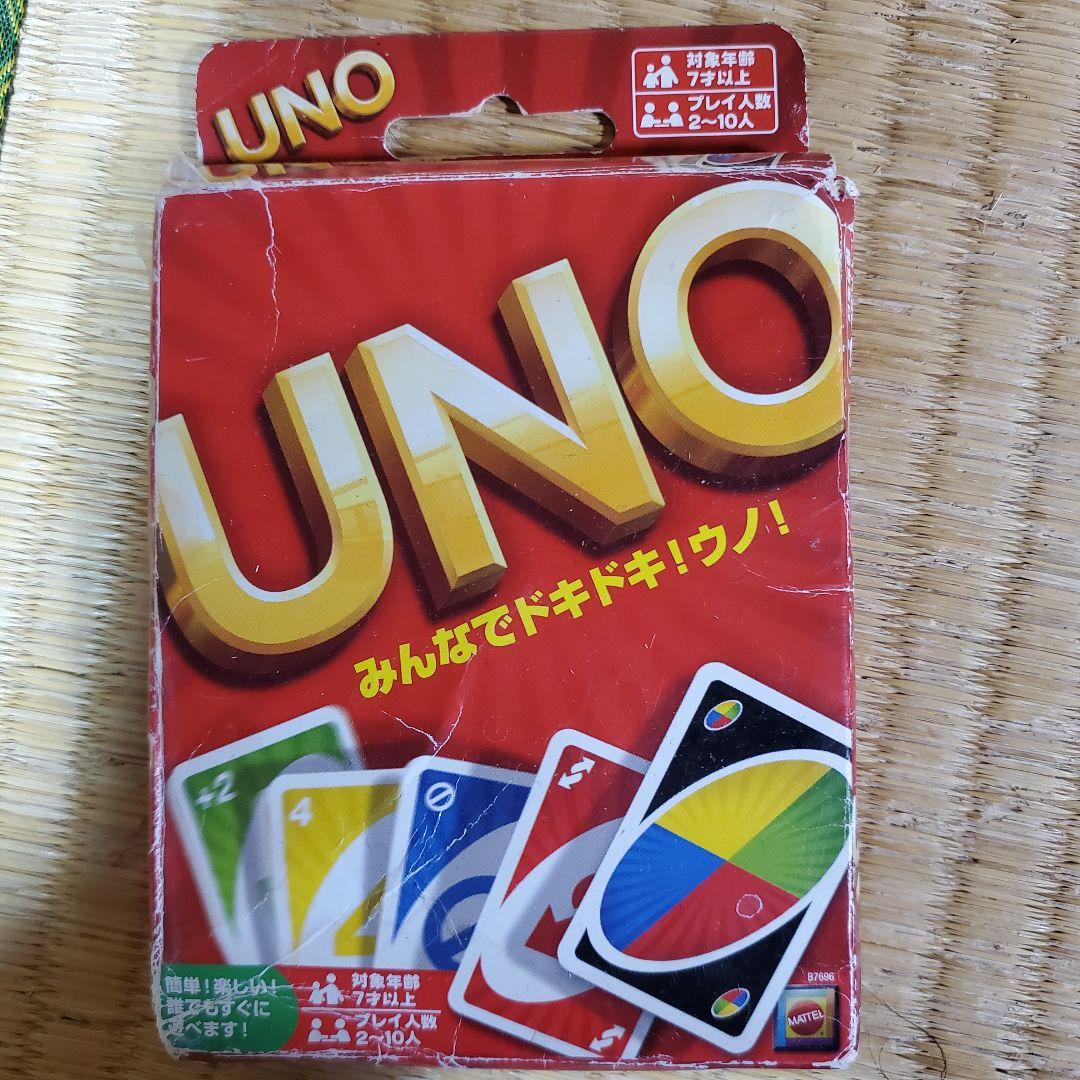 UNO
対象年齢
7才以上
プレイ人数
2~10人
UNO
みんなでドキドキ!ウノ!
+2
4
簡単!楽しい!
誰でもすぐに
遊べます!
対象年齢
7才以上
プレイ人数
2~10人
B7696
MATTEL